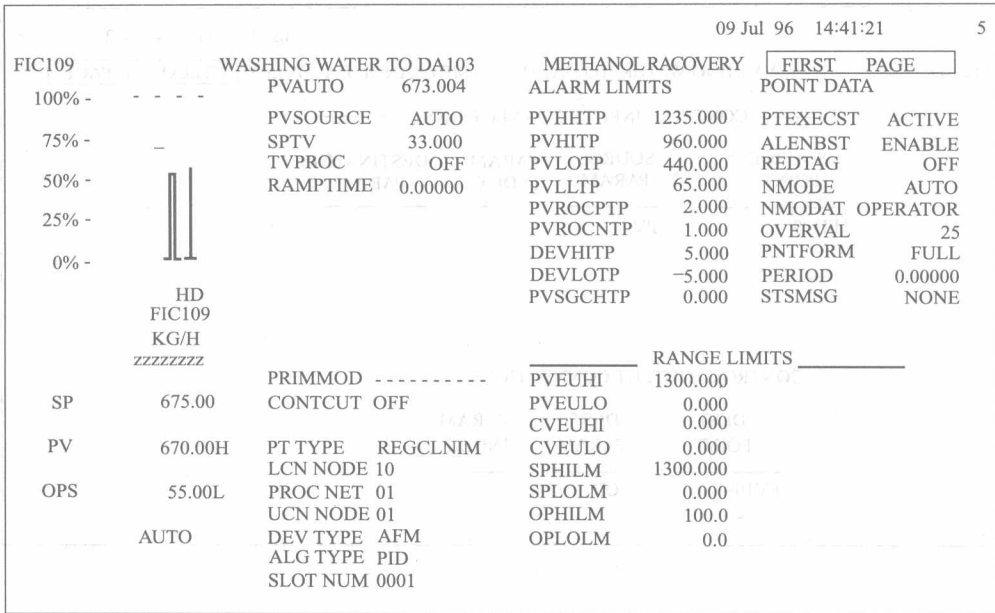 09 Jul 96 14:41:21 5
FIC109 WASHING WATER TO DA103 METHANOL RACOVERY FIRST PAGE
100% - - - - - PVAUTO 673.004 ALARM LIMITS POINT DATA
PVSOURCE AUTO PVHHTP 1235.000 PTEXECST ACTIVE
75% - SPTV 33.000 PVHITP 960.000 ALENBST ENABLE
TVPROC OFF PVLOTP 440.000 REDTAG OFF
50% - RAMPTIME 0.00000 PVLLTP 65.000 NMODE AUTO
PVROCPTP 2.000 NMODAT OPERATOR
25% - PVROCNTP 1.000 OVERVAL 25
DEVHITP 5.000 PNTFORM FULL
0% - DEVLOTP -5.000 PERIOD 0.00000
HD PVSGCHTP 0.000 STSMSG NONE
FIC109
KG/H
zzzzzzzz RANGE LIMITS
PRIMMOD - - - - - - - - - - PVEUHI 1300.000
SP 675.00 CONTCUT OFF PVEULO 0.000
CVEUHI 0.000
PV 670.00H PT TYPE REGCLNIM CVEULO 0.000
LCN NODE 10 SPHILM 1300.000
OPS 55.00L PROC NET 01 SPLOLM 0.000
UCN NODE 01 OPHILM 100.0
AUTO DEV TYPE AFM OPLOLM 0.0
ALG TYPE PID
SLOT NUM 0001